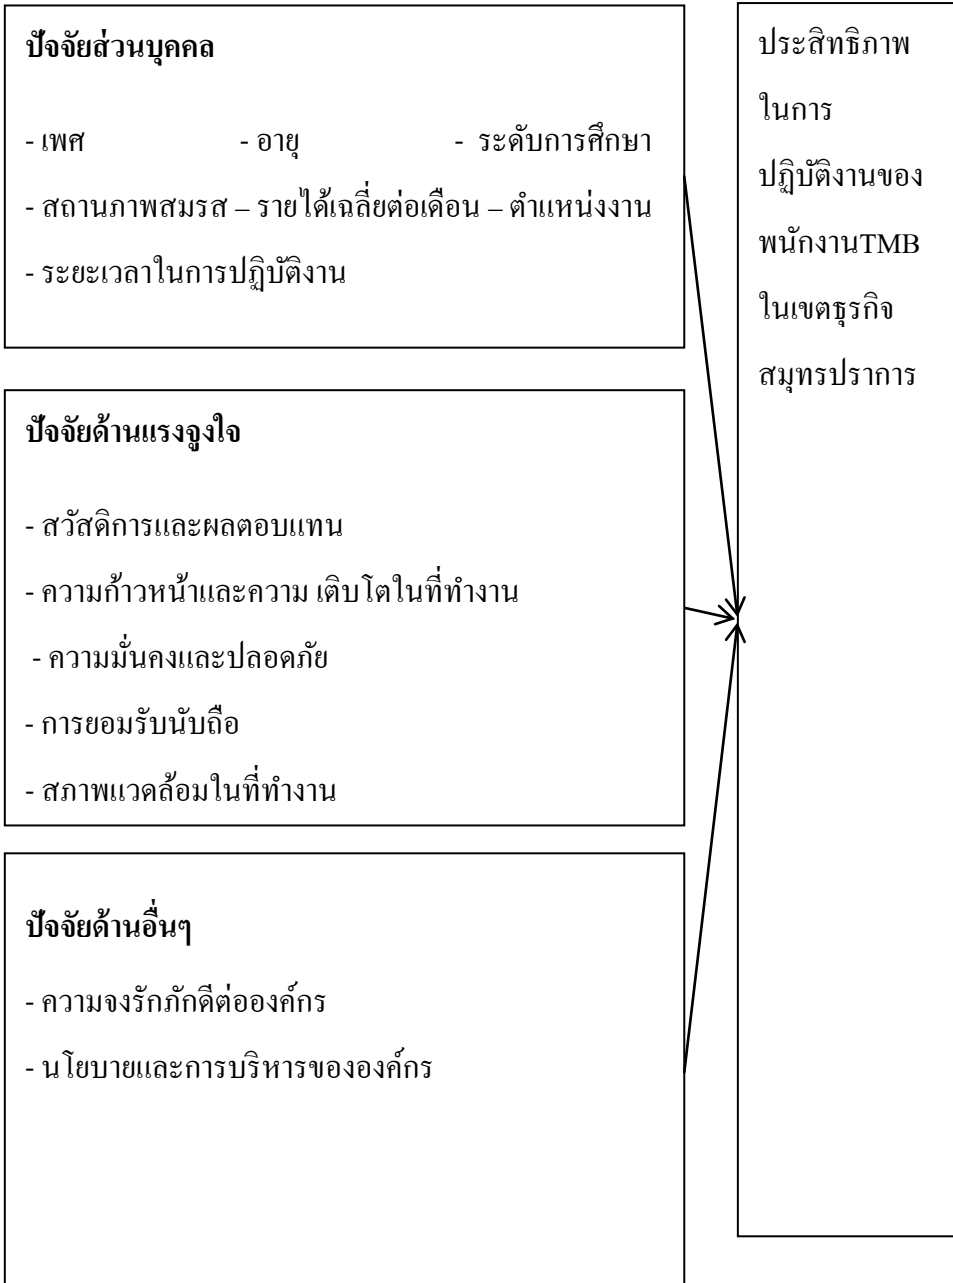 ปัจจัยส่วนบุคคล
- เพศ - อายุ - ระดับการศึกษา
- สถานภาพสมรส – รายได้เฉลี่ยต่อเดือน – ตำแหน่งงาน
- ระยะเวลาในการปฏิบัติงาน
ปัจจัยด้านแรงจูงใจ
- สวัสดิการและผลตอบแทน
- ความก้าวหน้าและความ เติบโตในที่ทำงาน
- ความมั่นคงและปลอดภัย
- การยอมรับนับถือ
- สภาพแวดล้อมในที่ทำงาน
ปัจจัยด้านอื่นๆ
- ความจงรักภักดีต่อองค์กร
- นโยบายและการบริหารขององค์กร
ประสิทธิภาพ
ในการ
ปฏิบัติงานของ
พนักงานTMB
ในเขตธุรกิจ
สมุทรปราการ